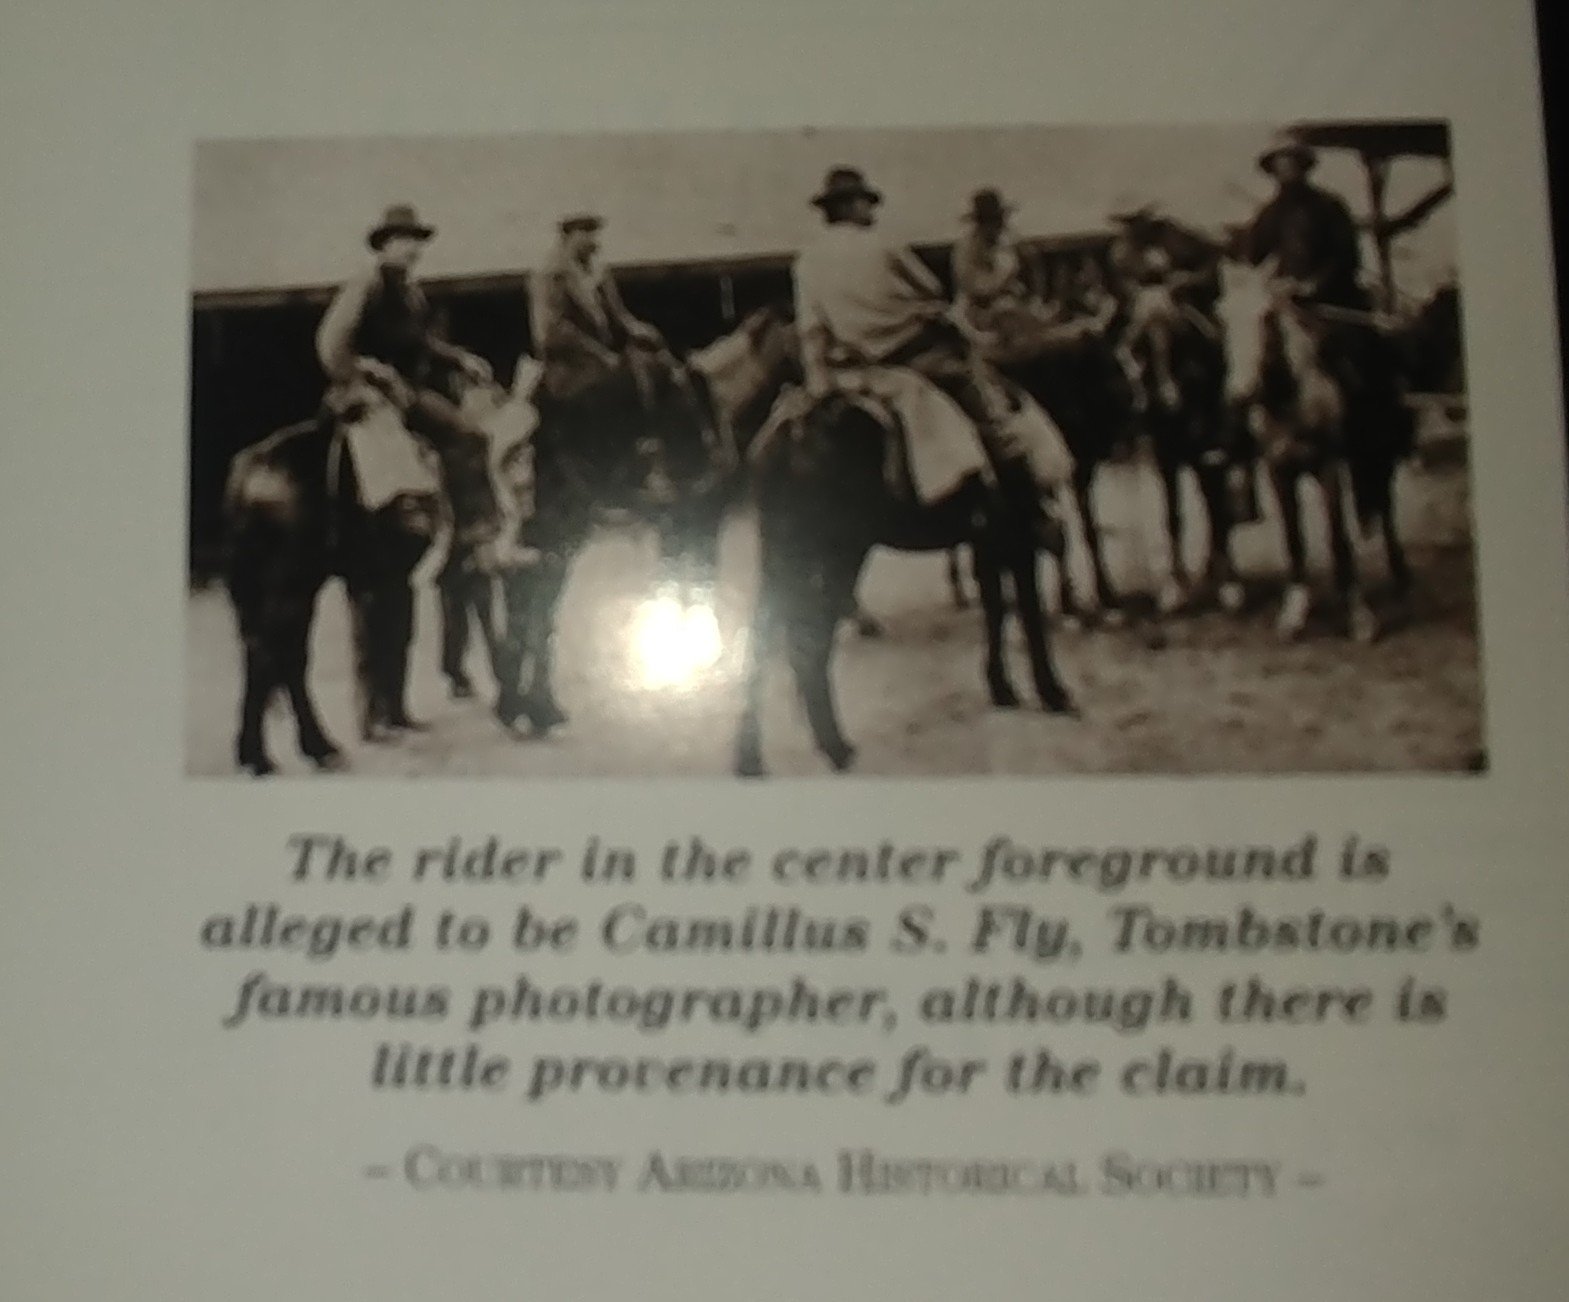 The rider in the center foreground is
alleged to be Camillus S. Fly, Tombstone's
famous photographer, although there is
little provenance for the claim.
– COURTESY ARIZONA HISTORICAL SOCIETY –